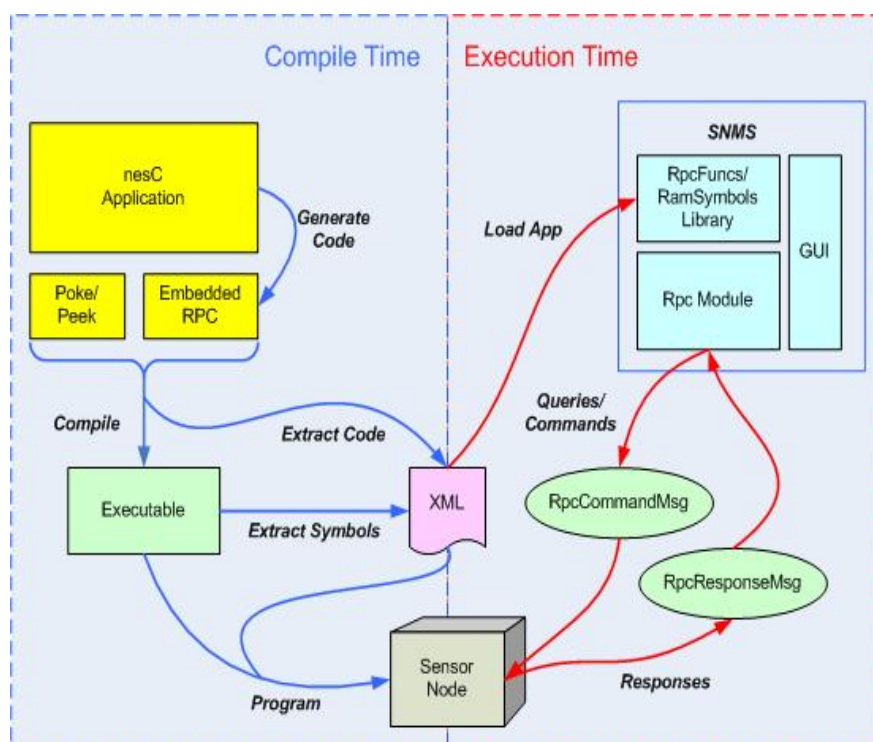 Compile Time
Execution Time
nesC
Application
Generate
Code
Poke/
Peek
Embedded
RPC
Compile
Extract Code
Executable
Extract Symbols
XML
Program
Sensor
Node
Load App
SNMS
RpcFuncs/
RamSymbols
Library
GUI
Rpc Module
Queries/
Commands
RpcCommandMsg
RpcResponseMsg
Responses